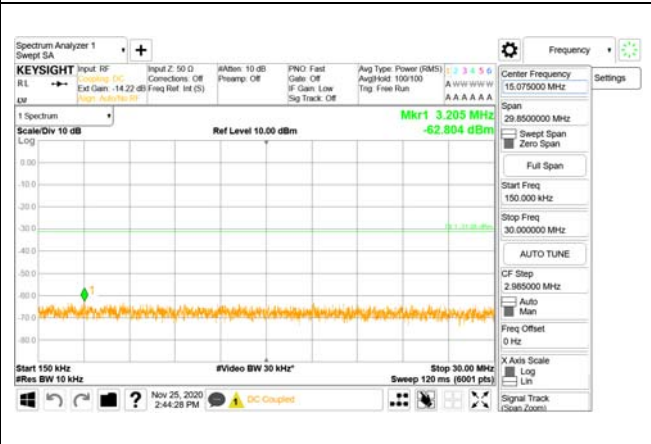 Spectrum Analyzer 1
Swept SA
Frequency
KEYSIGHT
RL
Input: RF
Coupling: DC
Ext Gain: -14.22 dB
Align: Auto/No RF
Input Z: 50 Ω
Corrections: Off
Freq Ref: Int (S)
#Atten: 10 dB
Preamp: Off
PNO: Fast
Gate: Off
IF Gain: Low
Sig Track: Off
Avg Type: Power (RMS)
Avg|Hold: 100/100
Trig: Free Run
1 2 3 4 5 6
A W W W W W
A A A A A A
1 Spectrum
Scale/Div 10 dB
Ref Level 10.00 dBm
Mkr1 3.205 MHz
-62.804 dBm
Log
0.00
-10.0
-20.0
-30.0
-40.0
-50.0
-60.0
-70.0
-80.0
1
Start 150 kHz
#Res BW 10 kHz
#Video BW 30 kHz*
Stop 30.00 MHz
Sweep 120 ms (6001 pts)
Nov 25, 2020
2:44:28 PM
DC Coupled
Center Frequency
15.075000 MHz
Settings
Span
29.8500000 MHz
Swept Span
Zero Span
Full Span
Start Freq
150.000 kHz
Stop Freq
30.000000 MHz
AUTO TUNE
CF Step
2.985000 MHz
Auto
Man
Freq Offset
0 Hz
X Axis Scale
Log
Lin
Signal Track
(Span Zoom)